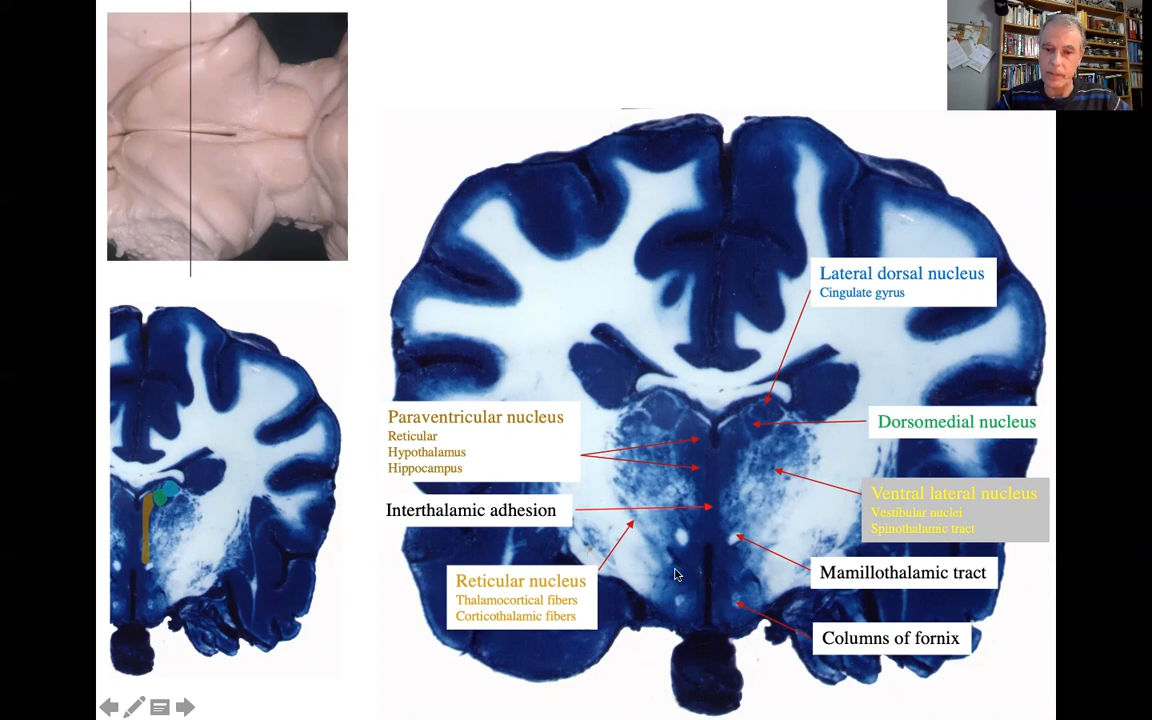 Lateral dorsal nucleus
Cingulate gyrus
Paraventricular nucleus
Reticular
Hypothalamus
Hippocampus
Dorsomedial nucleus
Ventral lateral nucleus
Vestibular nuclei
Spinothalamic tract
Interthalamic adhesion
Mamillothalamic tract
Reticular nucleus
Thalamocortical fibers
Corticothalamic fibers
Columns of fornix